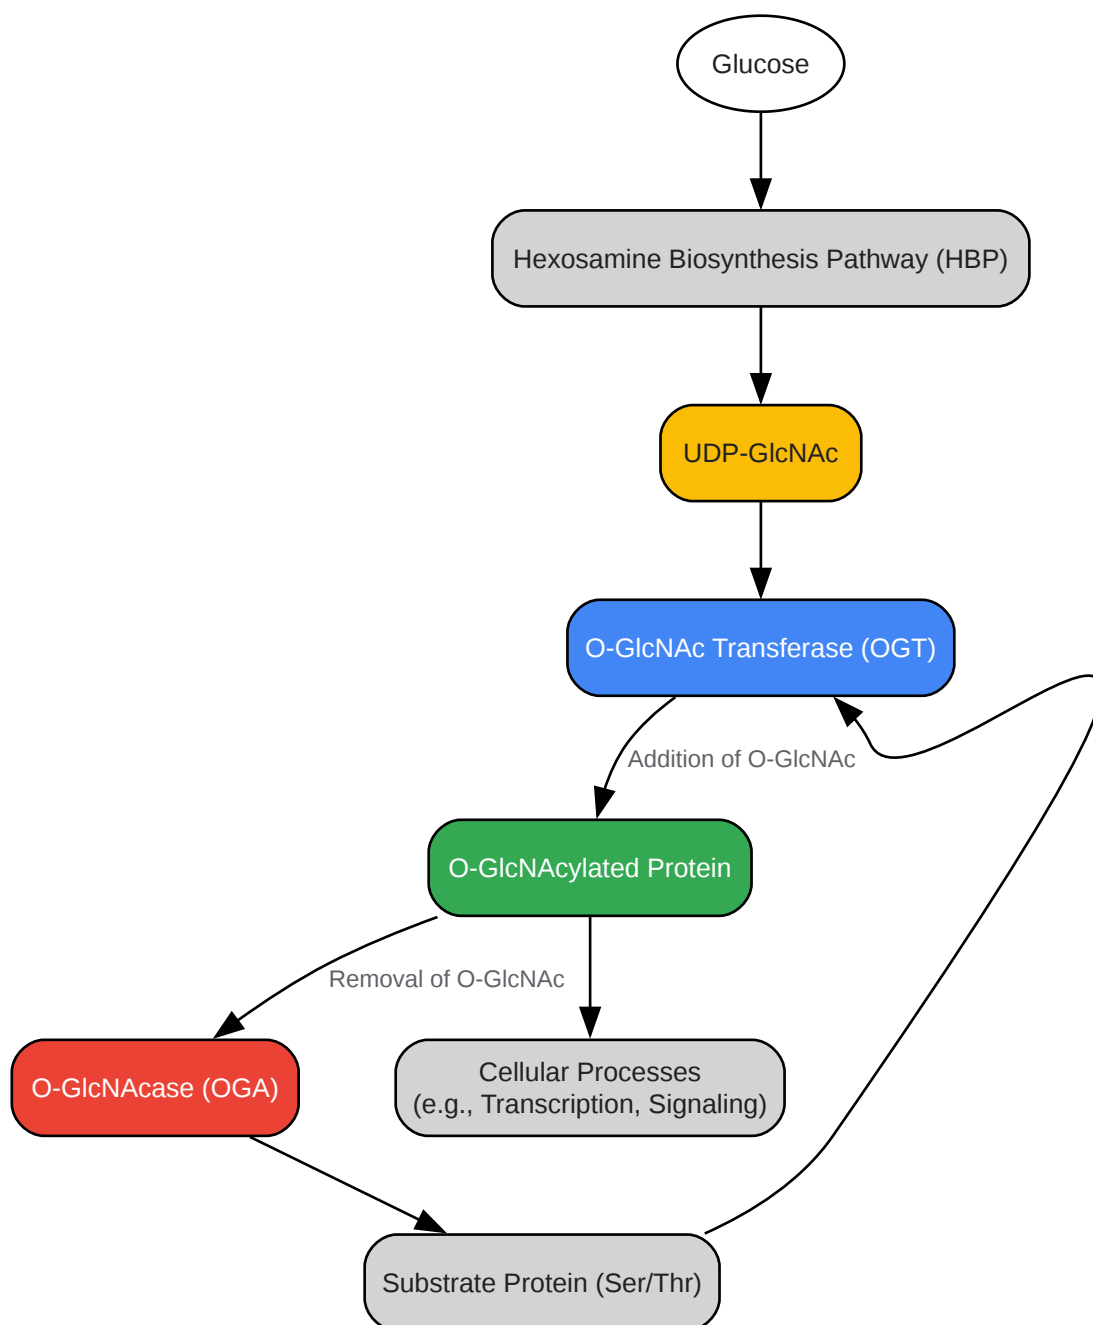 Glucose
Hexosamine Biosynthesis Pathway (HBP)
UDP-GlcNAc
O-GlcNAc Transferase (OGT)
Addition of O-GlcNAc
O-GlcNAcylated Protein
Removal of O-GlcNAc
O-GlcNAcase (OGA)
Cellular Processes
(e.g., Transcription, Signaling)
Substrate Protein (Ser/Thr)